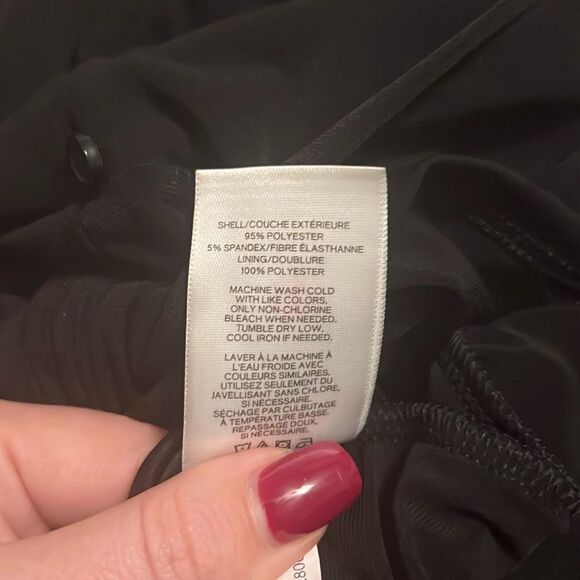 SHELL/COUCHE EXTÉRIEURE
95% POLYESTER
5% SPANDEX/FIBRE ÉLASTHANNE
LINING/DOUBLURE
100% POLYESTER
MACHINE WASH COLD
WITH LIKE COLORS,
ONLY NON-CHLORINE
BLEACH WHEN NEEDED.
TUMBLE DRY LOW,
COOL IRON IF NEEDED.
LAVER À LA MACHINE À
L'EAU FROIDE AVEC
COULEURS SIMILAIRES,
UTILISEZ SEULEMENT DU
JAVELLISANT SANS CHLORE,
SI NÉCESSAIRE.
SÉCHAGE PAR CULBUTAGE
À TEMPÉRATURE BASSE.
REPASSAGE DOUX,
SI NÉCESSAIRE.